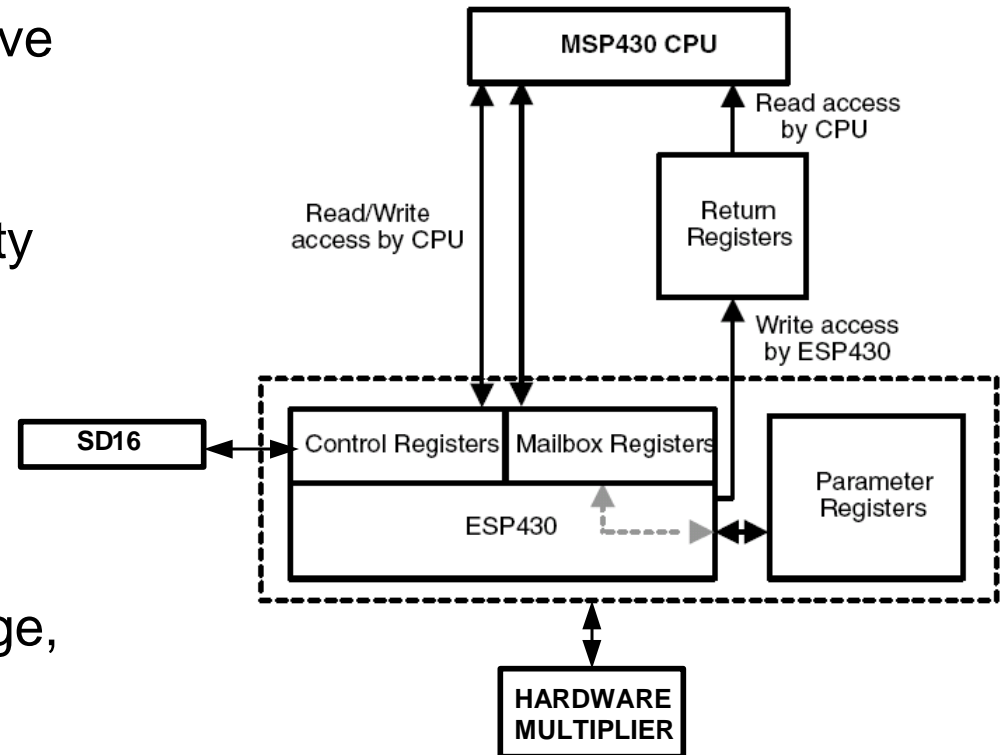 ve
ty
ge,
MSP430 CPU
Read access
by CPU
Read/Write
access by CPU
Return
Registers
Write access
by ESP430
SD16
Control Registers
Mailbox Registers
ESP430
Parameter
Registers
HARDWARE
MULTIPLIER